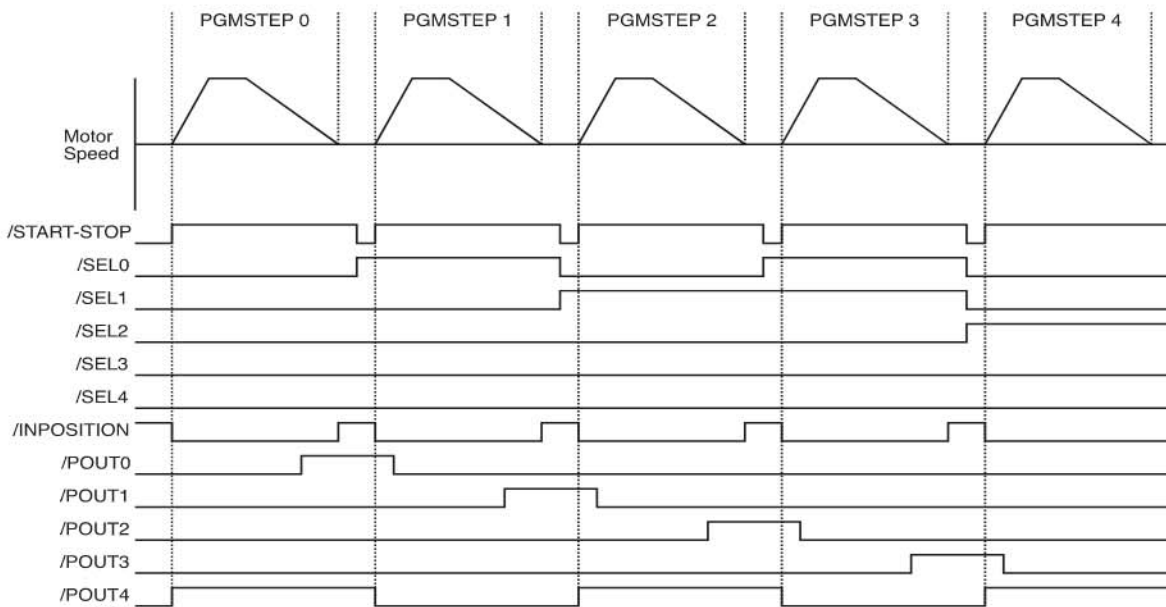 PGMSTEP 0
PGMSTEP 1
PGMSTEP 2
PGMSTEP 3
PGMSTEP 4
Motor
Speed
/START-STOP
/SEL0
/SEL1
/SEL2
/SEL3
/SEL4
/INPOSITION
/POUT0
/POUT1
/POUT2
/POUT3
/POUT4